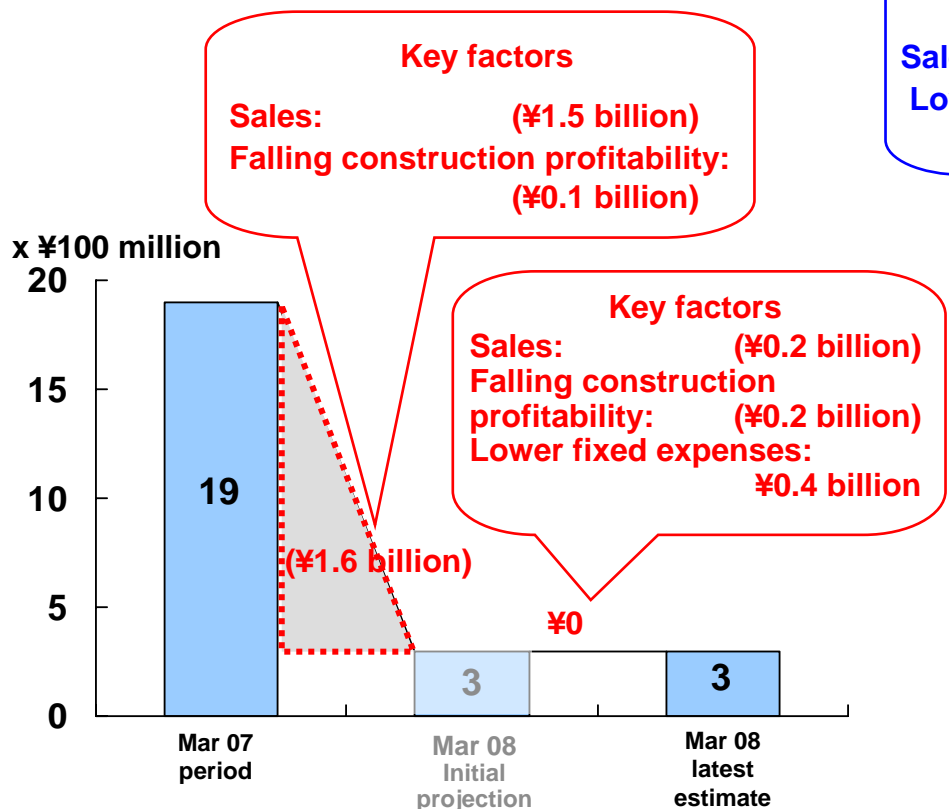 Key factors
Sales: (¥1.5 billion)
Falling construction profitability:
(¥0.1 billion)
x ¥100 million
20
15
10
5
0
19
(¥1.6 billion)
Key factors
Sales: (¥0.2 billion)
Falling construction
profitability: (¥0.2 billion)
Lower fixed expenses:
¥0.4 billion
¥0
3
3
Mar 07
period
Mar 08
Initial
projection
Mar 08
latest
estimate